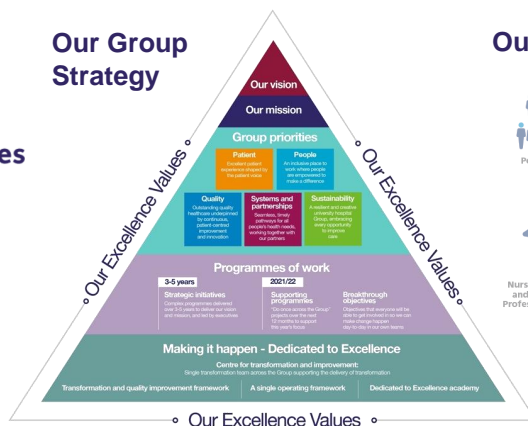 Our Group
Strategy
Ou
es
Our vision
Our mission
Group priorities
Patient
Excellent patient
experience shaped by
the patient voice
People
An inclusive place to
work where people
are empowered to
make a difference
Quality
Outstanding quality
healthcare underpinned
by continuous,
patient-centred
improvement
and innovation
Systems and
partnerships
Seamless, timely
pathways for all
people's health needs,
working together with
our partners
Sustainability
A resilient and creative
university hospital
Group, embracing
every opportunity
to improve
care
Programmes of work
3-5 years
Strategic initiatives
Complex programmes delivered
over 3-5 years to deliver our vision
and mission, and led by executives
2021/22
Supporting
programmes
"Do once across the Group"
projects over the next
12 months to support
this year's focus
Breakthrough
objectives
Objectives that everyone will be
able to get involved in so we can
make change happen
day-to-day in our own teams
Making it happen - Dedicated to Excellence
Centre for transformation and improvement:
Single transformation team across the Group supporting the delivery of transformation
Transformation and quality improvement framework
A single operating framework
Dedicated to Excellence academy
Our Excellence Values
Our Excellence Values
Our Excellence Values
Nurs
and
Profes